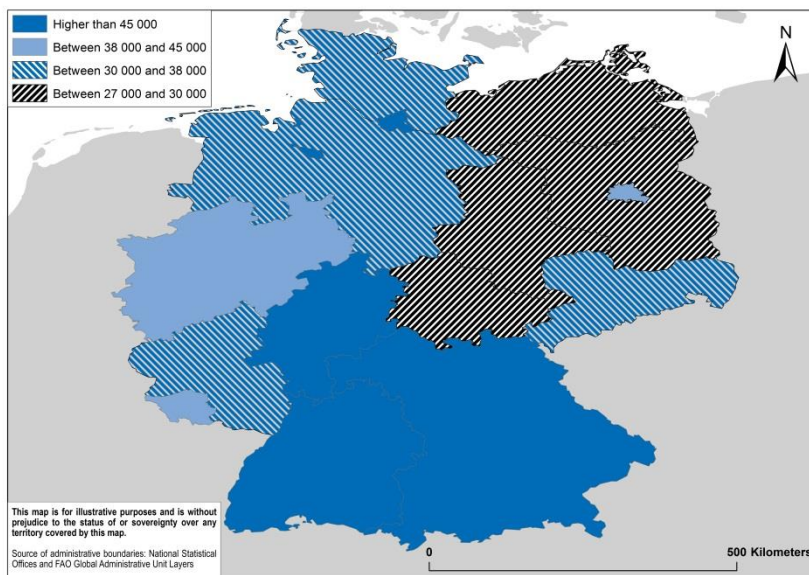 Higher than 45 000
Between 38 000 and 45 000
Between 30 000 and 38 000
Between 27 000 and 30 000
N
This map is for illustrative purposes and is without
prejudice to the status of or sovereignty over any
territory covered by this map.
Source of administrative boundaries: National Statistical
Offices and FAO Global Administrative Unit Layers
0
500 Kilometers